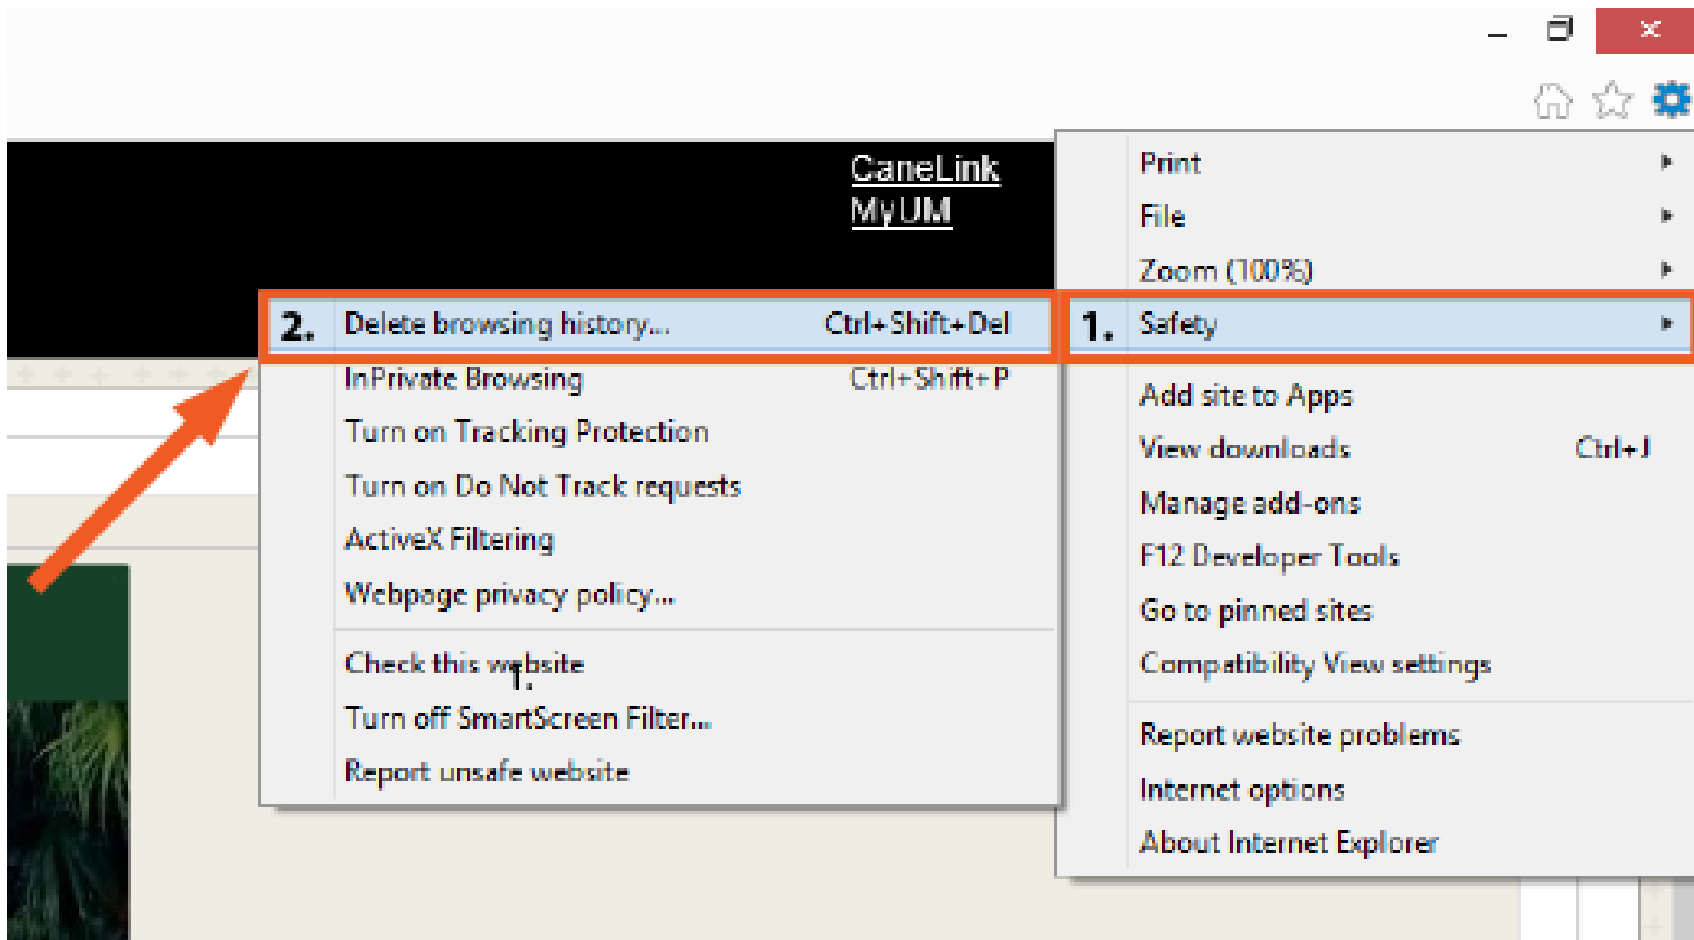 CaneLink
MyUM
Print
File
Zoom (100%)
1. Safety
Add site to Apps
View downloads Ctrl+J
Manage add-ons
F12 Developer Tools
Go to pinned sites
Compatibility View settings
Report website problems
Internet options
About Internet Explorer
2. Delete browsing history... Ctrl+Shift+Del
InPrivate Browsing Ctrl+Shift+P
Turn on Tracking Protection
Turn on Do Not Track requests
ActiveX Filtering
Webpage privacy policy...
Check this website
1.
Turn off SmartScreen Filter...
Report unsafe website